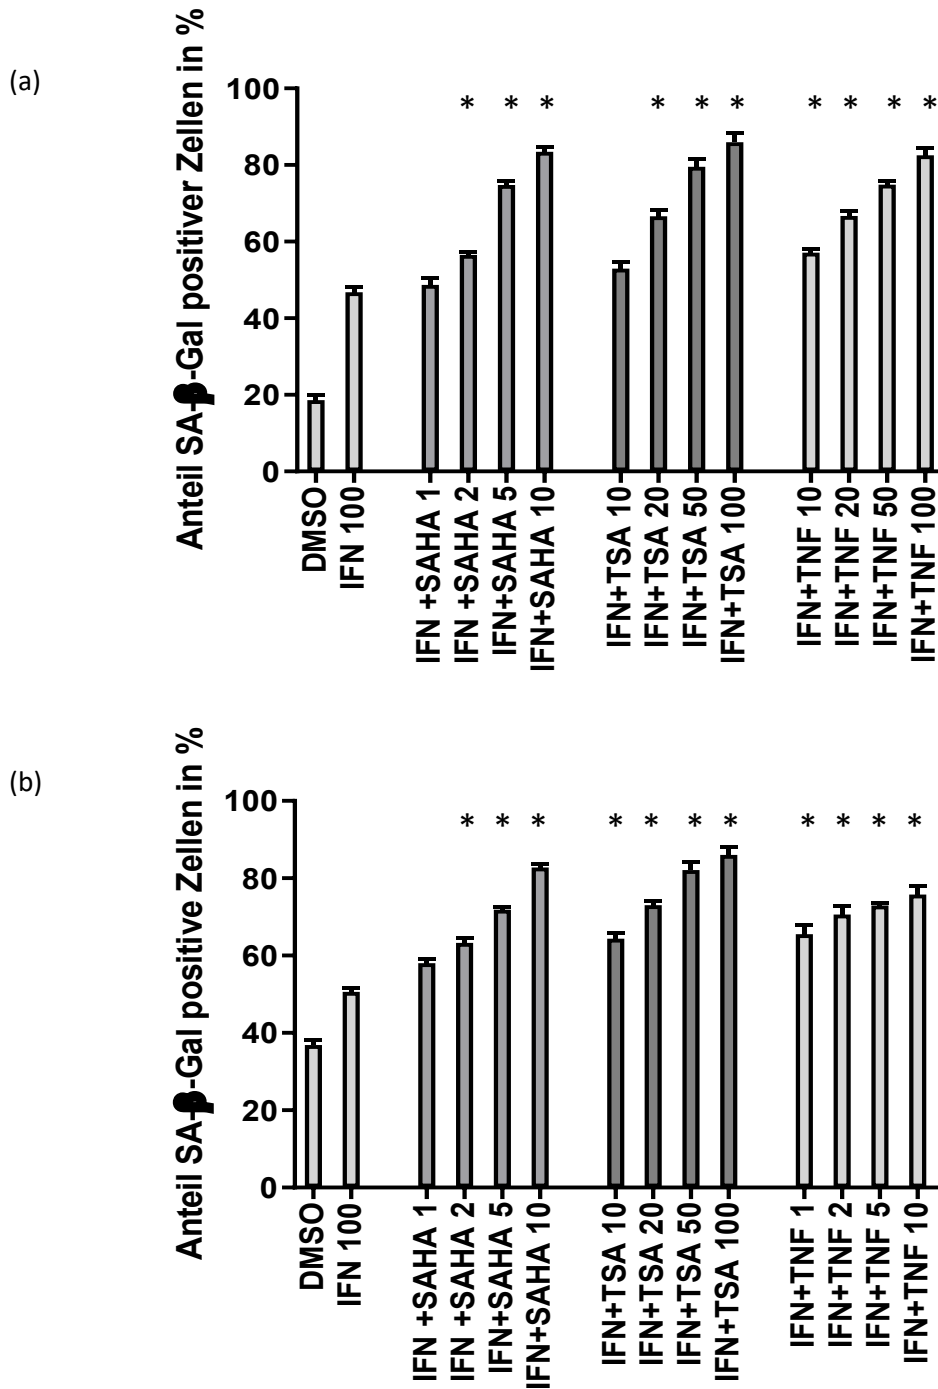 (a)
Anteil SA-β-Gal positiver Zellen in %
100
80
60
40
20
0
* * * * * * * * * *
DMSO
IFN 100
IFN +SAHA 1
IFN +SAHA 2
IFN+SAHA 5
IFN+SAHA 10
IFN+TSA 10
IFN+TSA 20
IFN+TSA 50
IFN+TSA 100
IFN+TNF 10
IFN+TNF 20
IFN+TNF 50
IFN+TNF 100
(b)
Anteil SA-β-Gal positive Zellen in %
100
80
60
40
20
0
* * * * * * * * * * *
DMSO
IFN 100
IFN +SAHA 1
IFN +SAHA 2
IFN+SAHA 5
IFN+SAHA 10
IFN+TSA 10
IFN+TSA 20
IFN+TSA 50
IFN+TSA 100
IFN+TNF 1
IFN+TNF 2
IFN+TNF 5
IFN+TNF 10